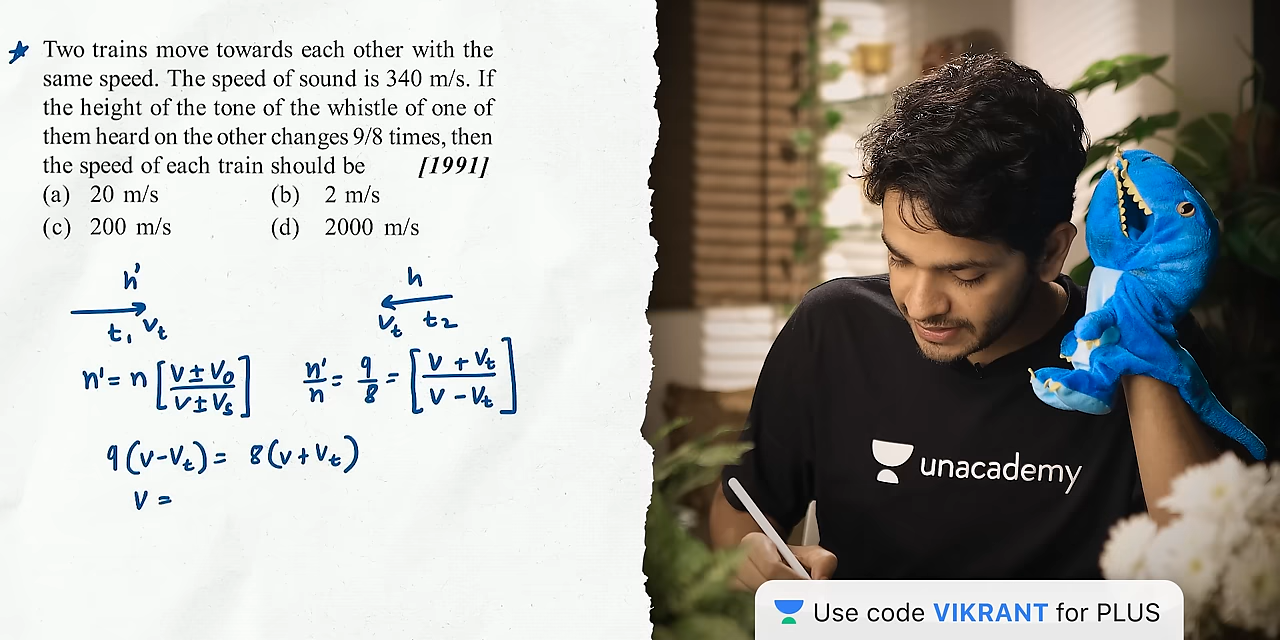 Two trains move towards each other with the
same speed. The speed of sound is 340 m/s. If
the height of the tone of the whistle of one of
them heard on the other changes 9/8 times, then
the speed of each train should be [1991]
(a) 20 m/s (b) 2 m/s
(c) 200 m/s (d) 2000 m/s
n' n
t₁ Vt Vt t₂
n' = n [V ± V₀ / V ± Vs] n'/n = 9/8 = [V + Vt / V - Vt]
9(V-Vt) = 8(V+Vt)
V =
unacademy
Use code VIKRANT for PLUS